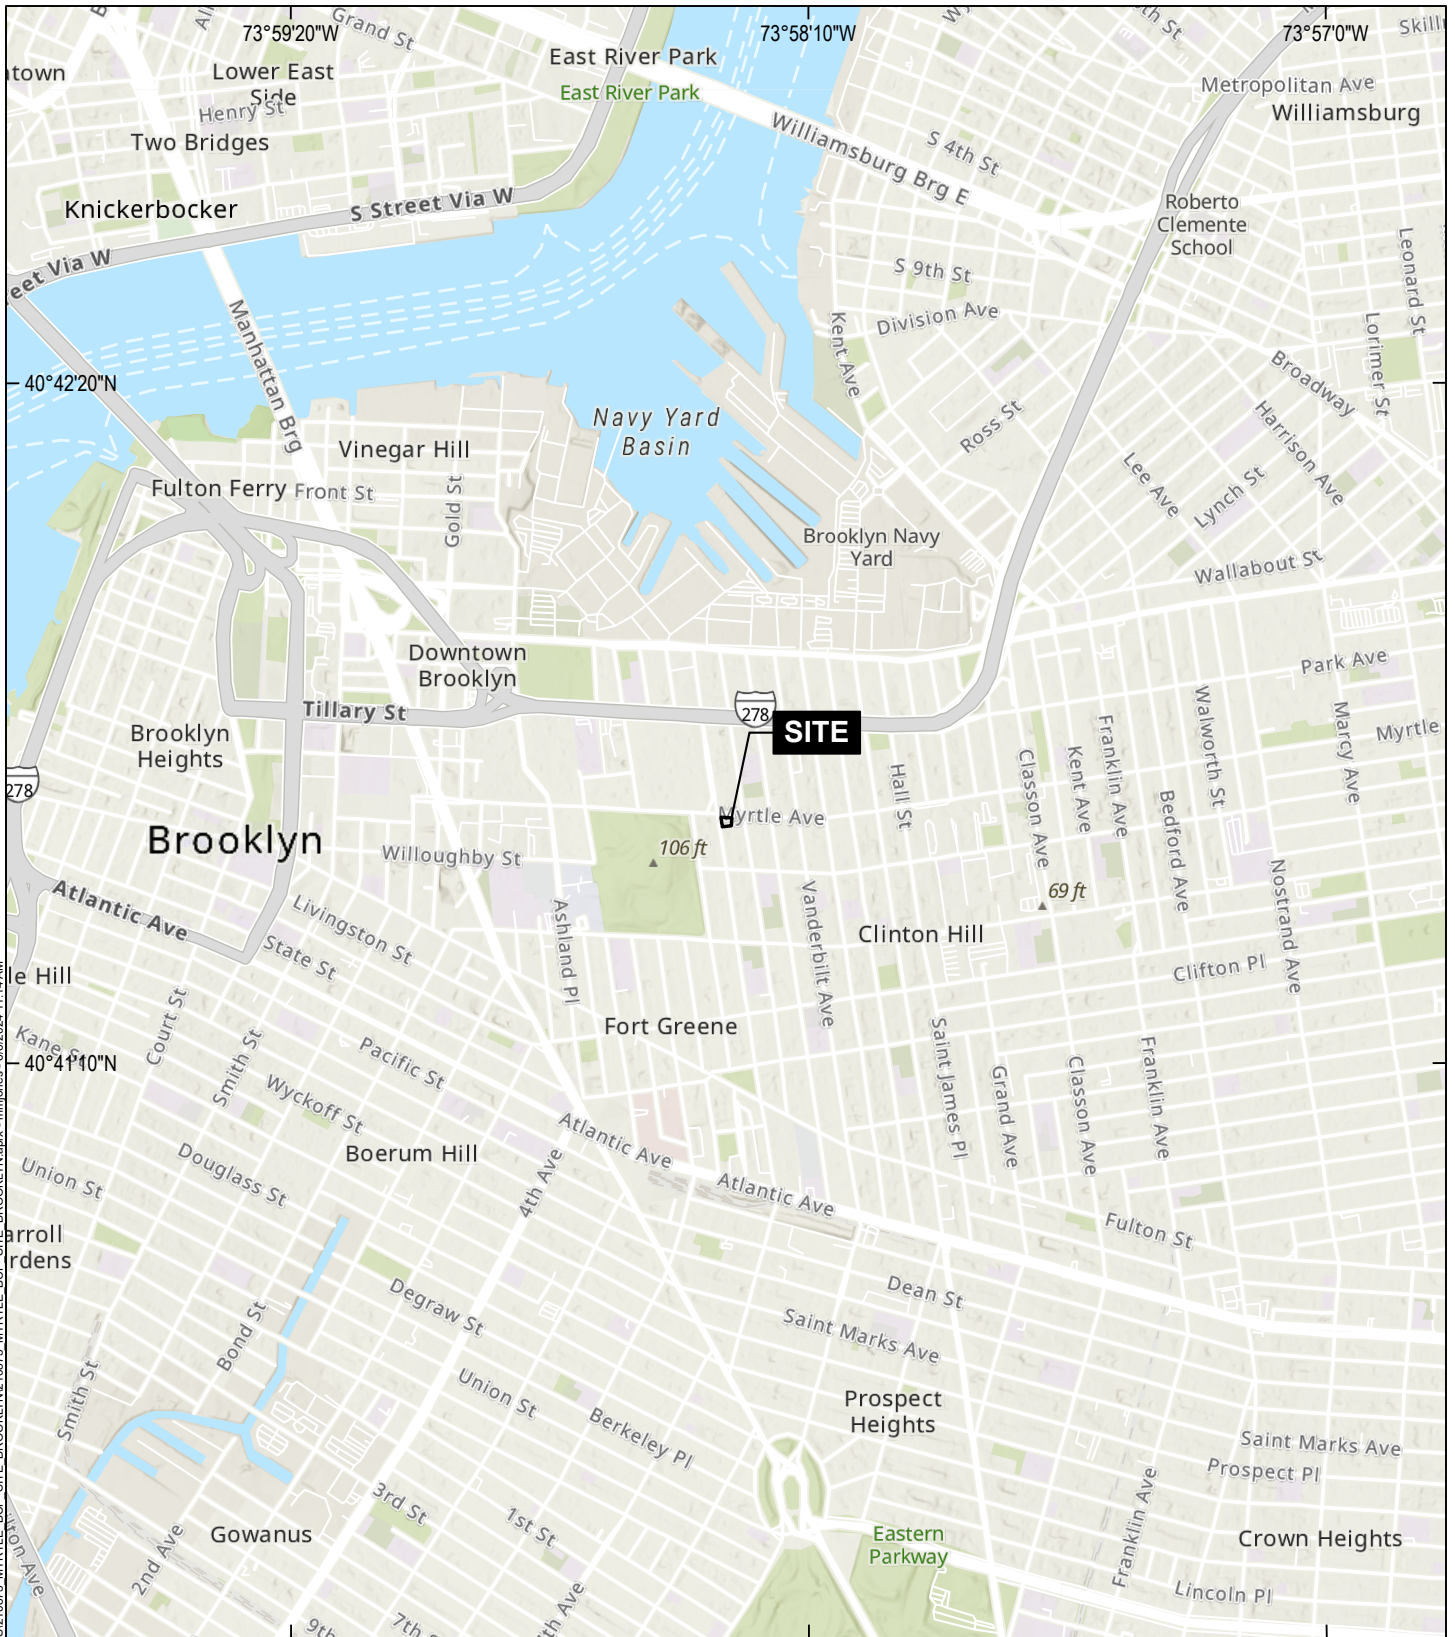 73°59'20"W
73°58'10"W
73°57'0"W
Grand St
East River Park
East River Park
Lower East
Side
Henry St
Two Bridges
Metropolitan Ave
Williamsburg
Williamsburg Brg E
S 4th St
Knickerbocker
S Street Via W
eet Via W
Roberto
Clemente
School
S 9th St
Division Ave
Kent Ave
Leonard St
Lorimer St
Manhattan Brg
40°42'20"N
Navy Yard
Basin
Broadway
Ross St
Harrison Ave
Lee Ave
Lynch St
Vinegar Hill
Fulton Ferry
Front St
Gold St
Brooklyn Navy
Yard
Wallabout St
Downtown
Brooklyn
Park Ave
Tillary St
278
SITE
Brooklyn
Heights
278
Walworth St
Marcy Ave
Myrtle
Franklin Ave
Kent Ave
Classon Ave
Hall St
Bedford Ave
Myrtle Ave
106 ft
Brooklyn
Willoughby St
69 ft
Nostrand Ave
Atlantic Ave
Livingston St
State St
Ashland Pl
Vanderbilt Ave
Clinton Hill
Clifton Pl
le Hill
Court St
Fort Greene
Kane St
40°41'10"N
Smith St
Pacific St
Wyckoff St
Saint James Pl
Grand Ave
Classon Ave
Franklin Ave
Boerum Hill
Atlantic Ave
4th Ave
Atlantic Ave
Union St
Douglass St
Fulton St
arroll
rdens
Degraw St
Bond St
Dean St
Saint Marks Ave
Smith St
Union St
Berkeley Pl
Prospect
Heights
Saint Marks Ave
Prospect Pl
3rd St
1st St
Gowanus
2nd Ave
Eastern
Parkway
Franklin Ave
Crown Heights
Lincoln Pl
9th
7th
th Ave